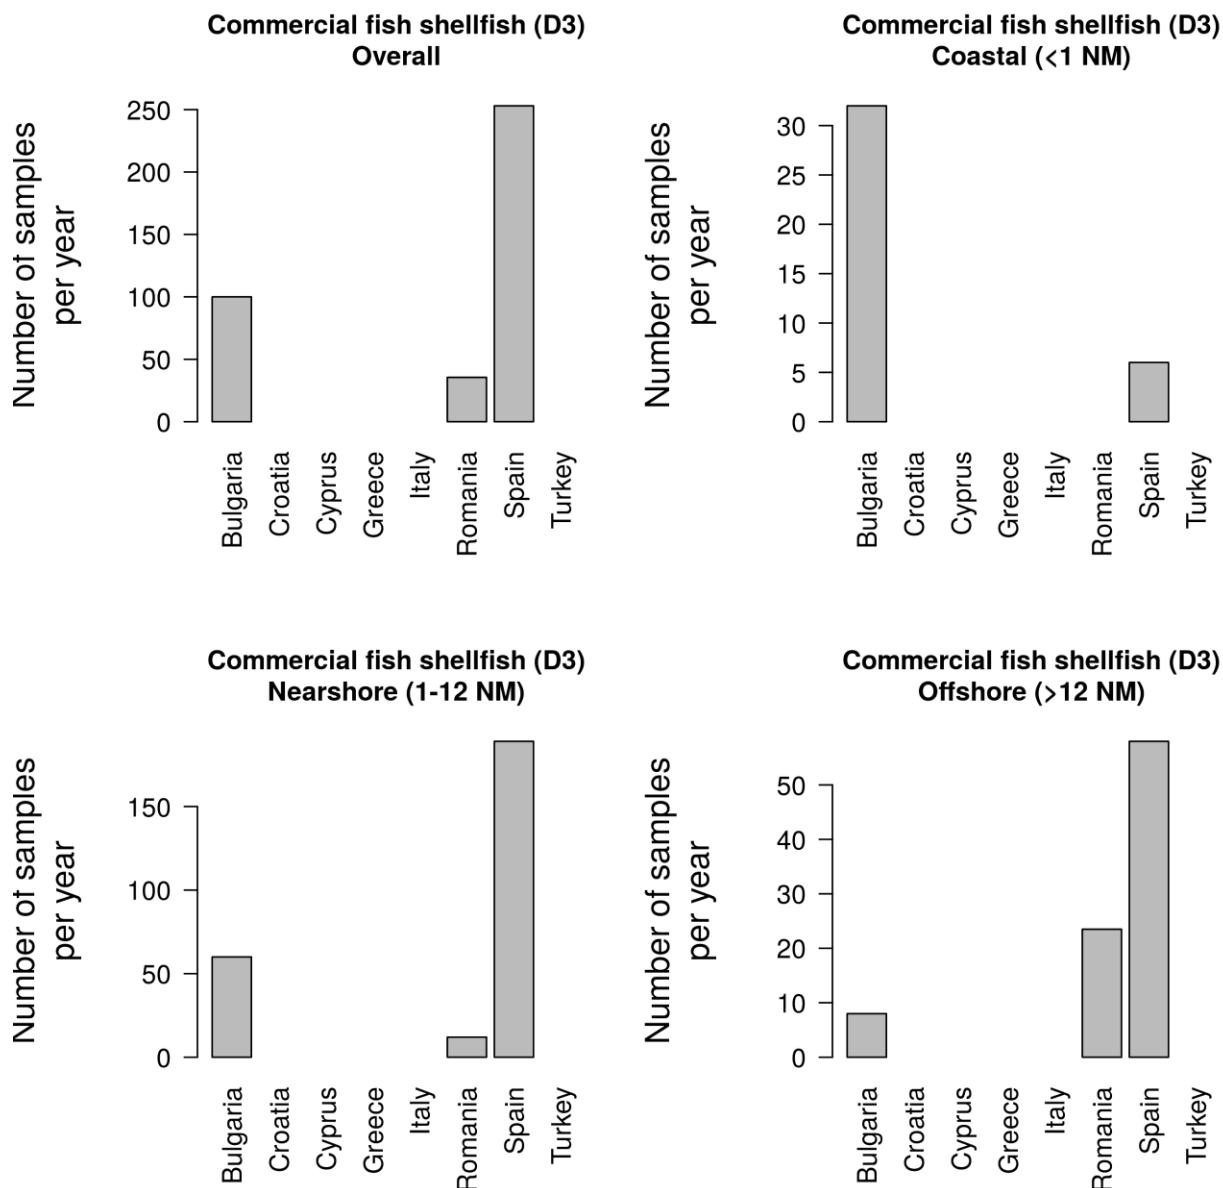 Commercial fish shellfish (D3)
Overall
Number of samples
per year
250
200
150
100
50
0
Bulgaria
Croatia
Cyprus
Greece
Italy
Romania
Spain
Turkey
Commercial fish shellfish (D3)
Coastal (<1 NM)
Number of samples
per year
30
25
20
15
10
5
0
Bulgaria
Croatia
Cyprus
Greece
Italy
Romania
Spain
Turkey
Commercial fish shellfish (D3)
Nearshore (1-12 NM)
Number of samples
per year
150
100
50
0
Bulgaria
Croatia
Cyprus
Greece
Italy
Romania
Spain
Turkey
Commercial fish shellfish (D3)
Offshore (>12 NM)
Number of samples
per year
50
40
30
20
10
0
Bulgaria
Croatia
Cyprus
Greece
Italy
Romania
Spain
Turkey